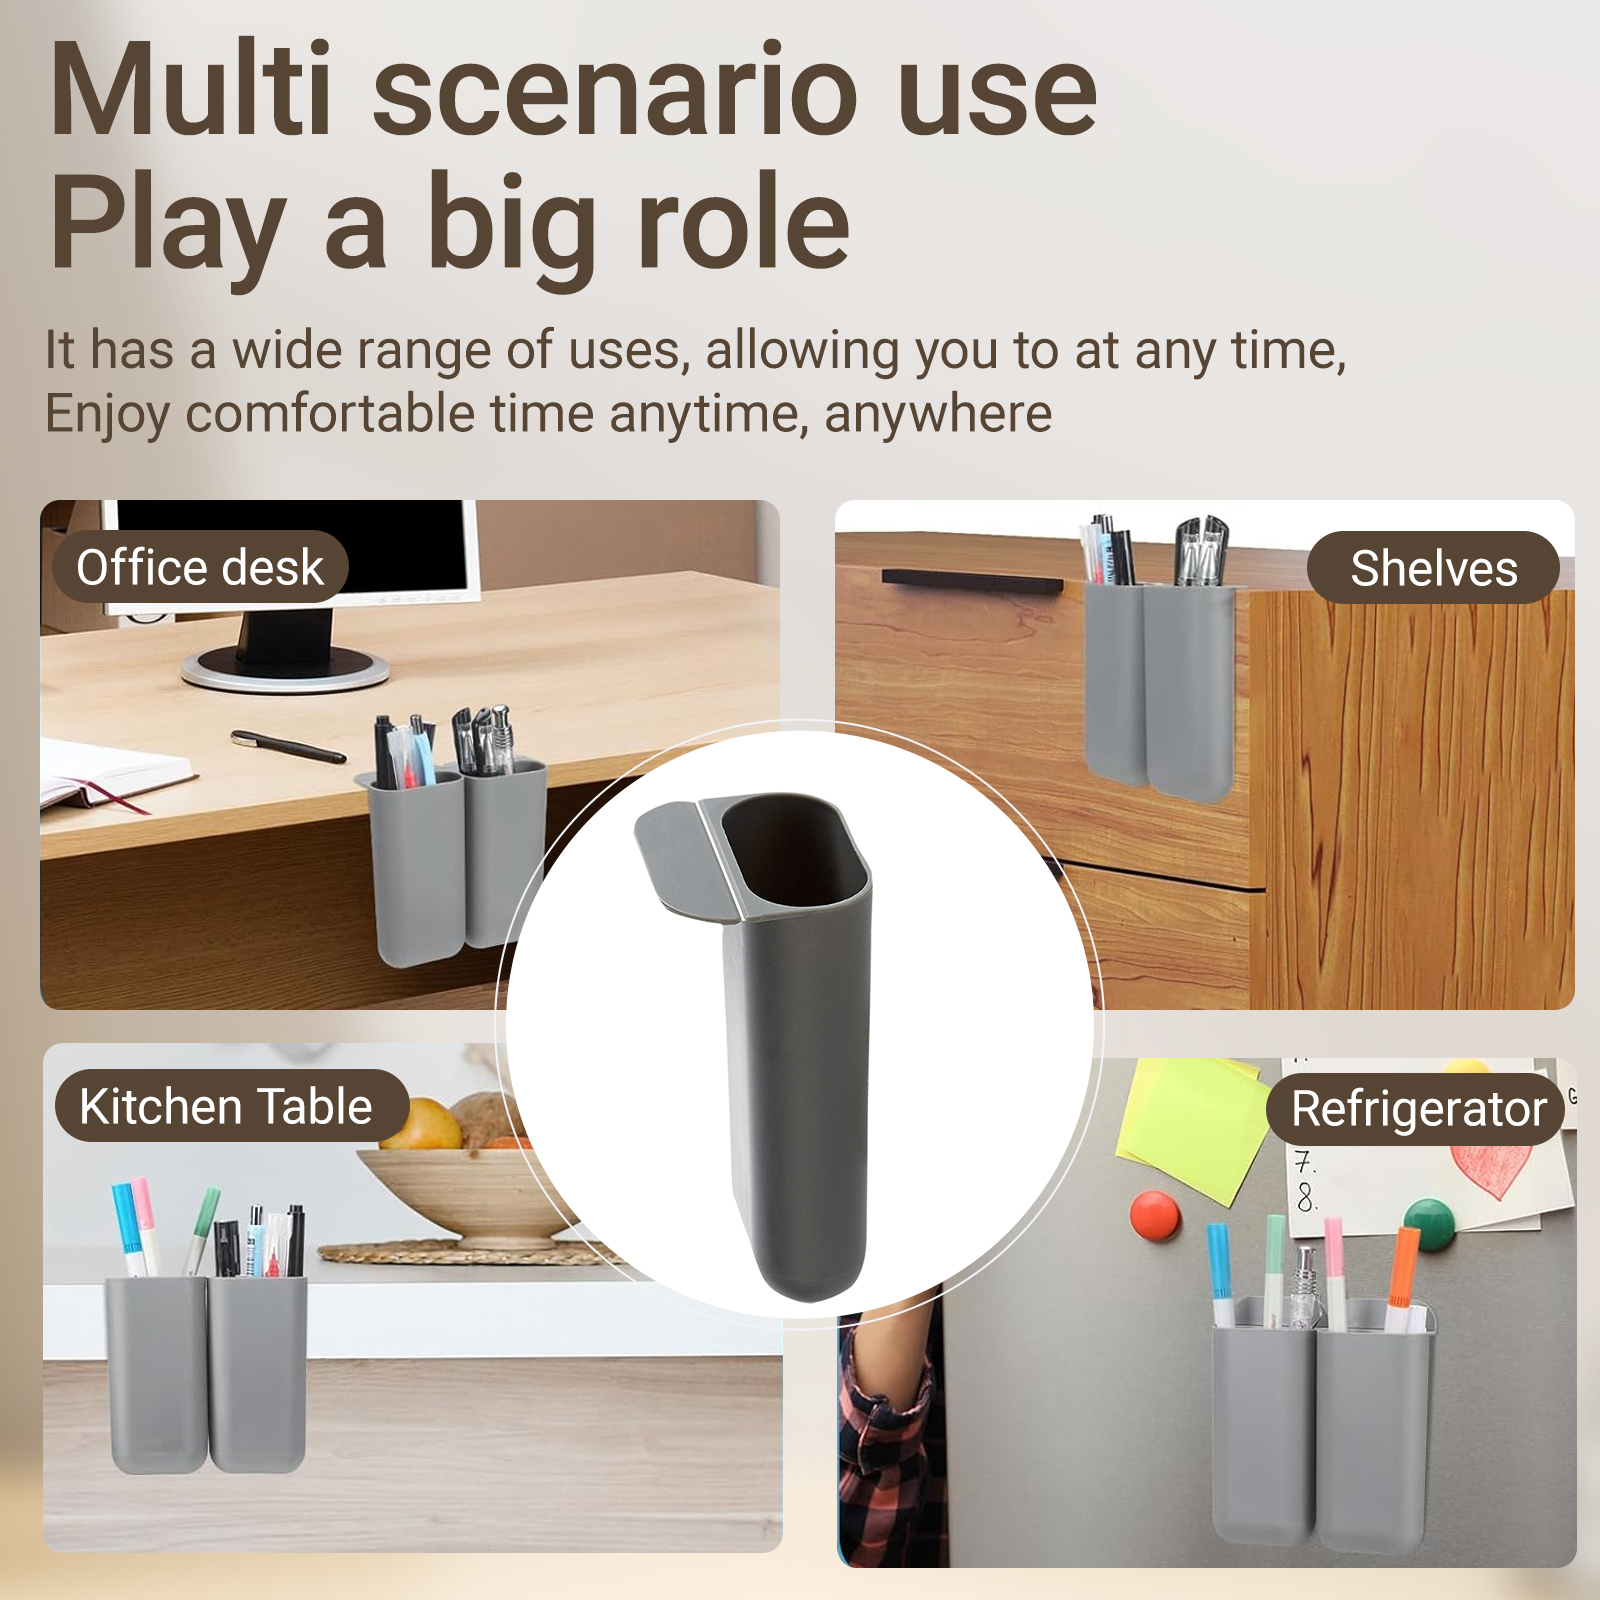 Multi scenario use
Play a big role
It has a wide range of uses, allowing you to at any time,
Enjoy comfortable time anytime, anywhere
Office desk
Shelves
Kitchen Table
Refrigerator
7.
8.